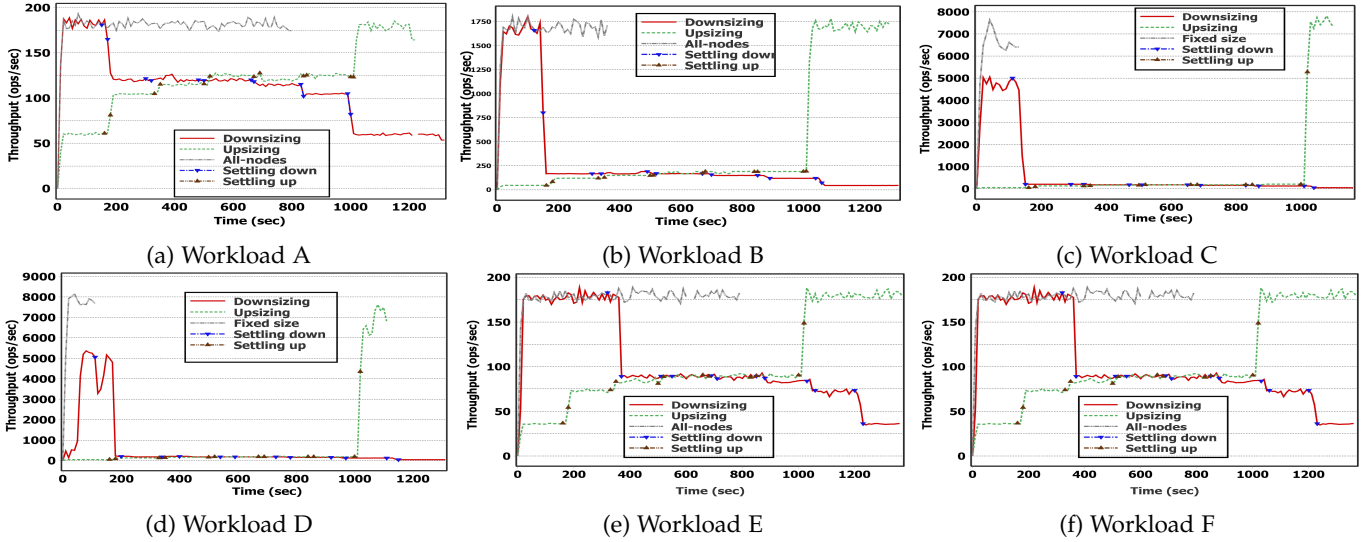 Throughput (ops/sec)
200
150
100
50
0
Downsizing
Upsizing
All-nodes
Settling down
Settling up
0 200 400 600 800 1000 1200
Time (sec)
(a) Workload A
Throughput (ops/sec)
1750
1500
1250
1000
750
500
250
0
Downsizing
Upsizing
All-nodes
Settling down
Settling up
0 200 400 600 800 1000 1200
Time (sec)
(b) Workload B
Throughput (ops/sec)
8000
7000
6000
5000
4000
3000
2000
1000
0
Downsizing
Upsizing
Fixed size
Settling down
Settling up
0 200 400 600 800 1000
Time (sec)
(c) Workload C
Throughput (ops/sec)
9000
8000
7000
6000
5000
4000
3000
2000
1000
0
Downsizing
Upsizing
Fixed size
Settling down
Settling up
0 200 400 600 800 1000 1200
Time (sec)
(d) Workload D
Throughput (ops/sec)
200
150
100
50
0
Downsizing
Upsizing
All-nodes
Settling down
Settling up
0 200 400 600 800 1000 1200
Time (sec)
(e) Workload E
Throughput (ops/sec)
200
150
100
50
0
Downsizing
Upsizing
All-nodes
Settling down
Settling up
0 200 400 600 800 1000 1200
Time (sec)
(f) Workload F